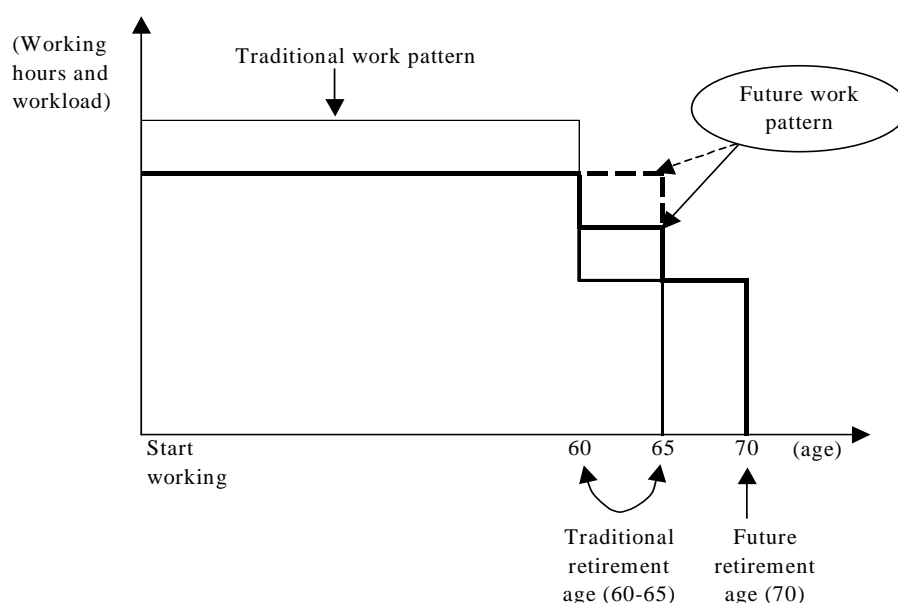 (Working
hours and
workload)
Traditional work pattern
Future work
pattern
Start
working
60
65
70
(age)
Traditional
retirement
age (60-65)
Future
retirement
age (70)